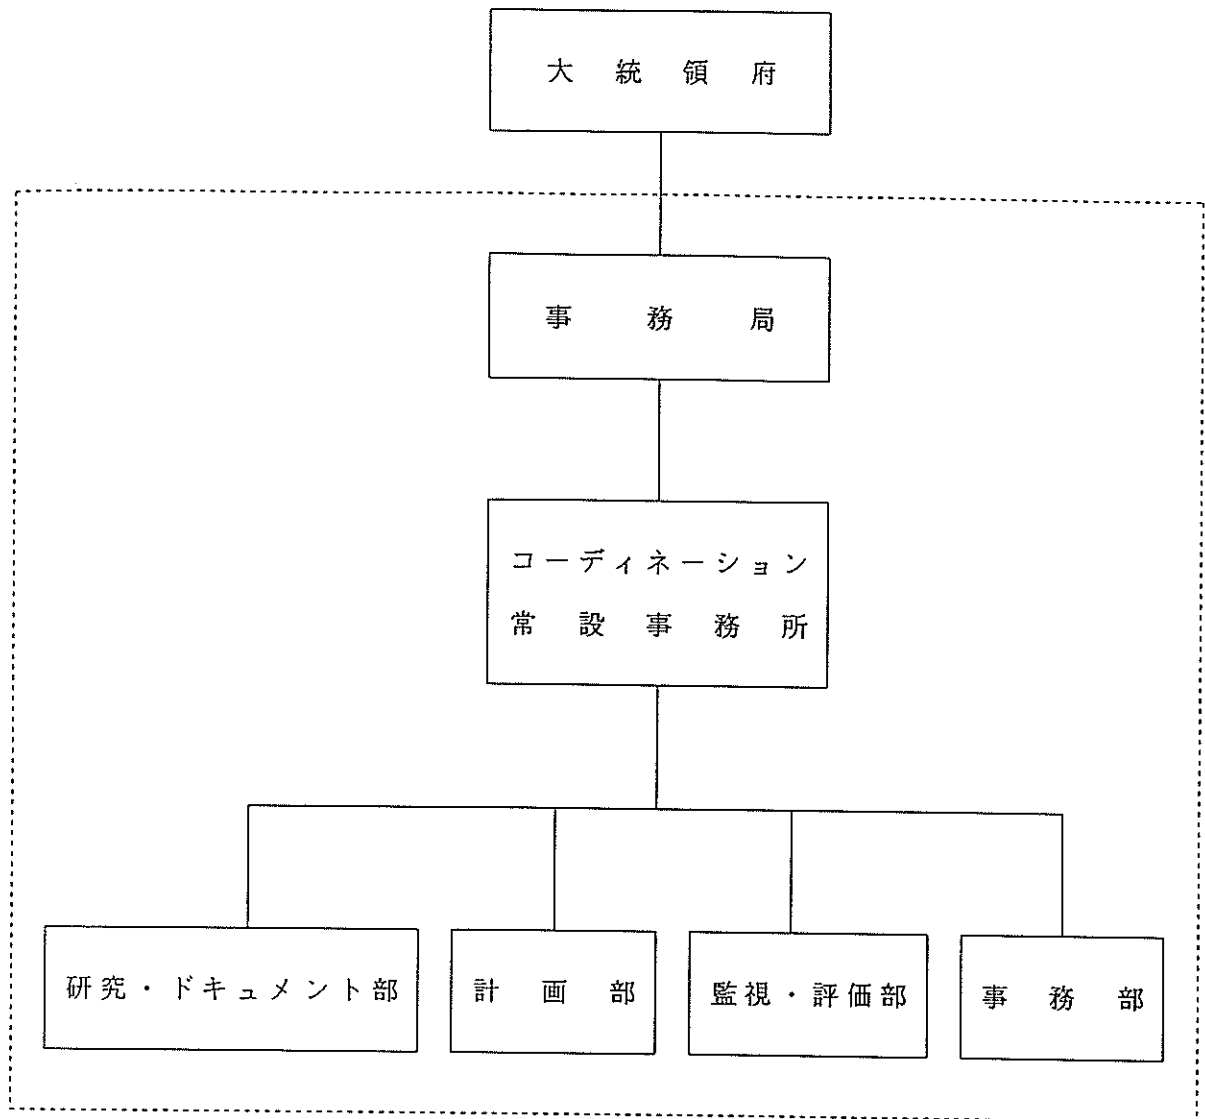 大統領府
事務局
コーディネーション
常設事務所
研究・ドキュメント部
計画部
監視・評価部
事務部